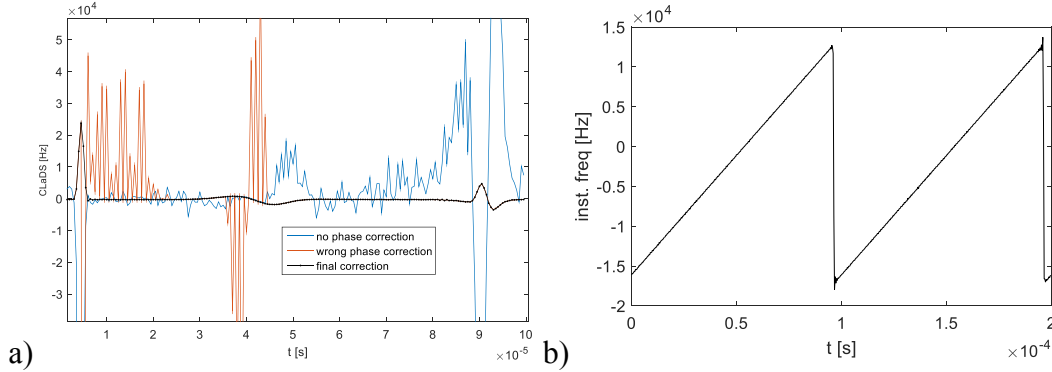 ×10⁴
5
4
3
2
1
0
-1
-2
-3
CLaDS [Hz]
no phase correction
wrong phase correction
final correction
1 2 3 4 5 6 7 8 9 10
t [s]
×10⁻⁵
a)
×10⁴
1.5
1
0.5
0
-0.5
-1
-1.5
-2
inst. freq [Hz]
0 0.5 1 1.5 2
t [s]
×10⁻⁴
b)